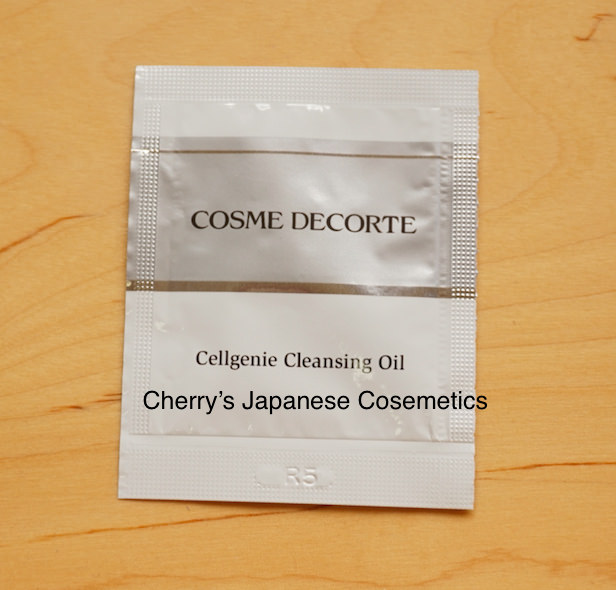 COSME DECORTE
Cellgenie Cleansing Oil
Cherry's Japanese Cosemetics
R5